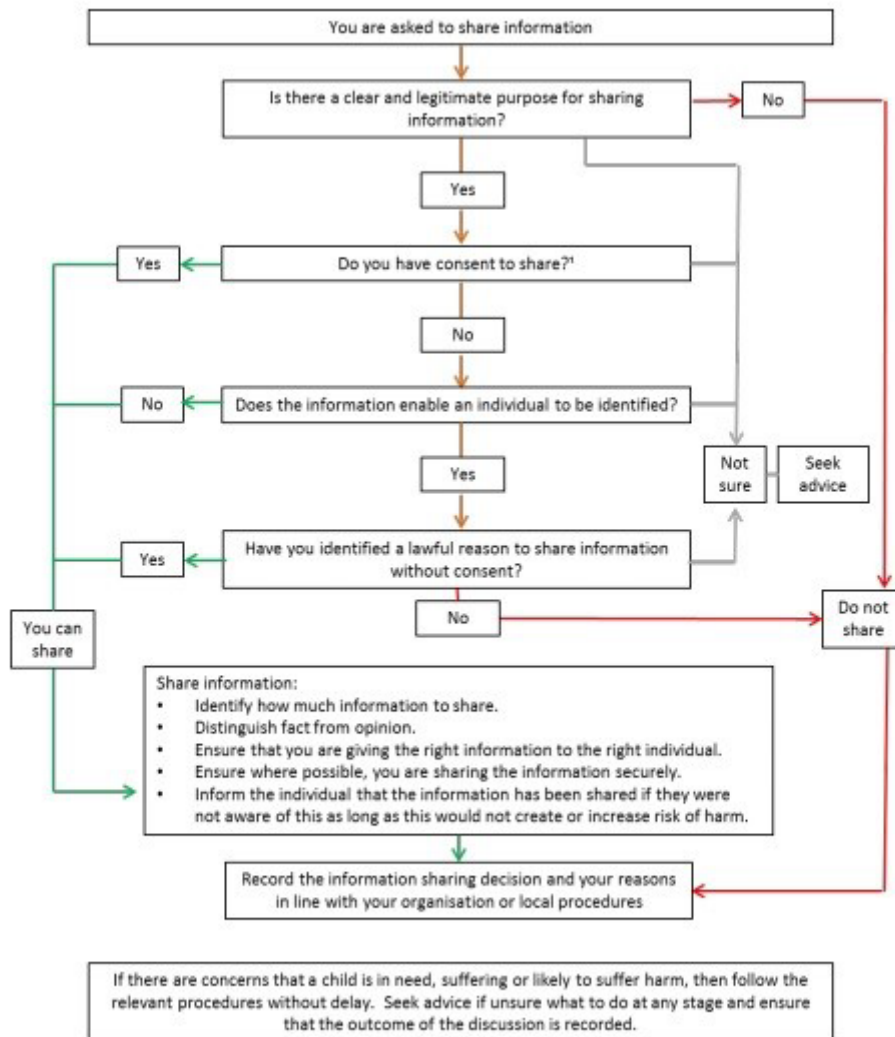 You are asked to share information
Is there a clear and legitimate purpose for sharing
information?
No
Yes
Yes
Do you have consent to share?¹
No
No
Does the information enable an individual to be identified?
Yes
Not
sure
Seek
advice
Yes
Have you identified a lawful reason to share information
without consent?
No
You can
share
Do not
share
Share information:
• Identify how much information to share.
• Distinguish fact from opinion.
• Ensure that you are giving the right information to the right individual.
• Ensure where possible, you are sharing the information securely.
• Inform the individual that the information has been shared if they were
not aware of this as long as this would not create or increase risk of harm.
Record the information sharing decision and your reasons
in line with your organisation or local procedures
If there are concerns that a child is in need, suffering or likely to suffer harm, then follow the
relevant procedures without delay. Seek advice if unsure what to do at any stage and ensure
that the outcome of the discussion is recorded.